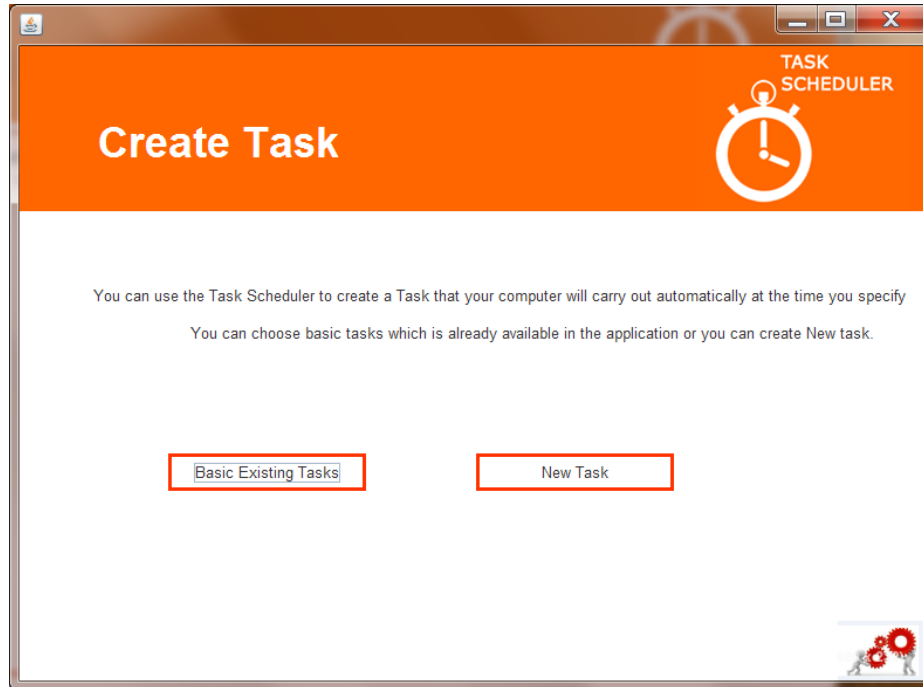 TASK
SCHEDULER
Create Task
You can use the Task Scheduler to create a Task that your computer will carry out automatically at the time you specify
You can choose basic tasks which is already available in the application or you can create New task.
Basic Existing Tasks
New Task